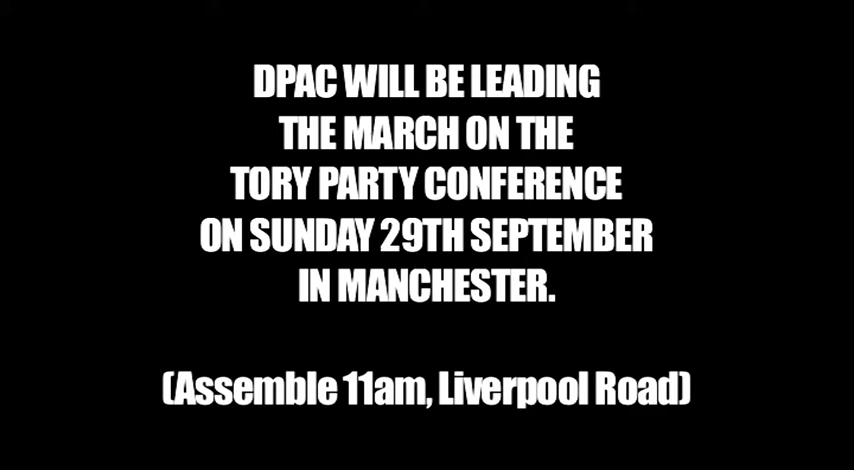 DPAC WILL BE LEADING
THE MARCH ON THE
TORY PARTY CONFERENCE
ON SUNDAY 29TH SEPTEMBER
IN MANCHESTER.
(Assemble 11am, Liverpool Road)